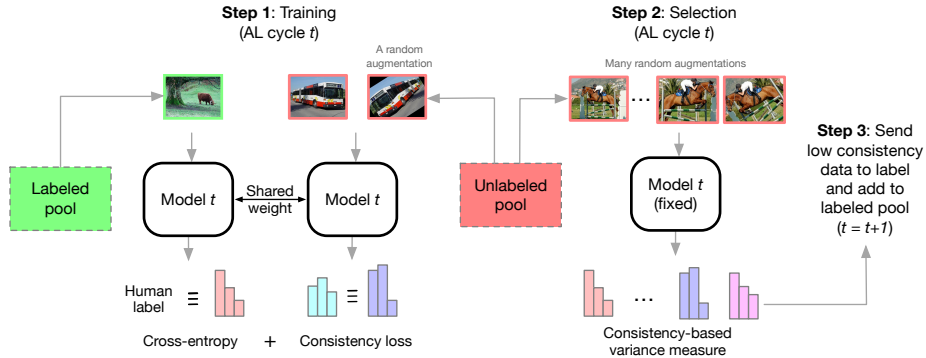 Step 1: Training
(AL cycle t)
A random
augmentation
Labeled
pool
Model t
Shared
weight
Model t
Human
label
≡
≡
Cross-entropy + Consistency loss
Unlabeled
pool
Step 2: Selection
(AL cycle t)
Many random augmentations
...
Model t
(fixed)
...
Consistency-based
variance measure
Step 3: Send
low consistency
data to label
and add to
labeled pool
(t = t+1)